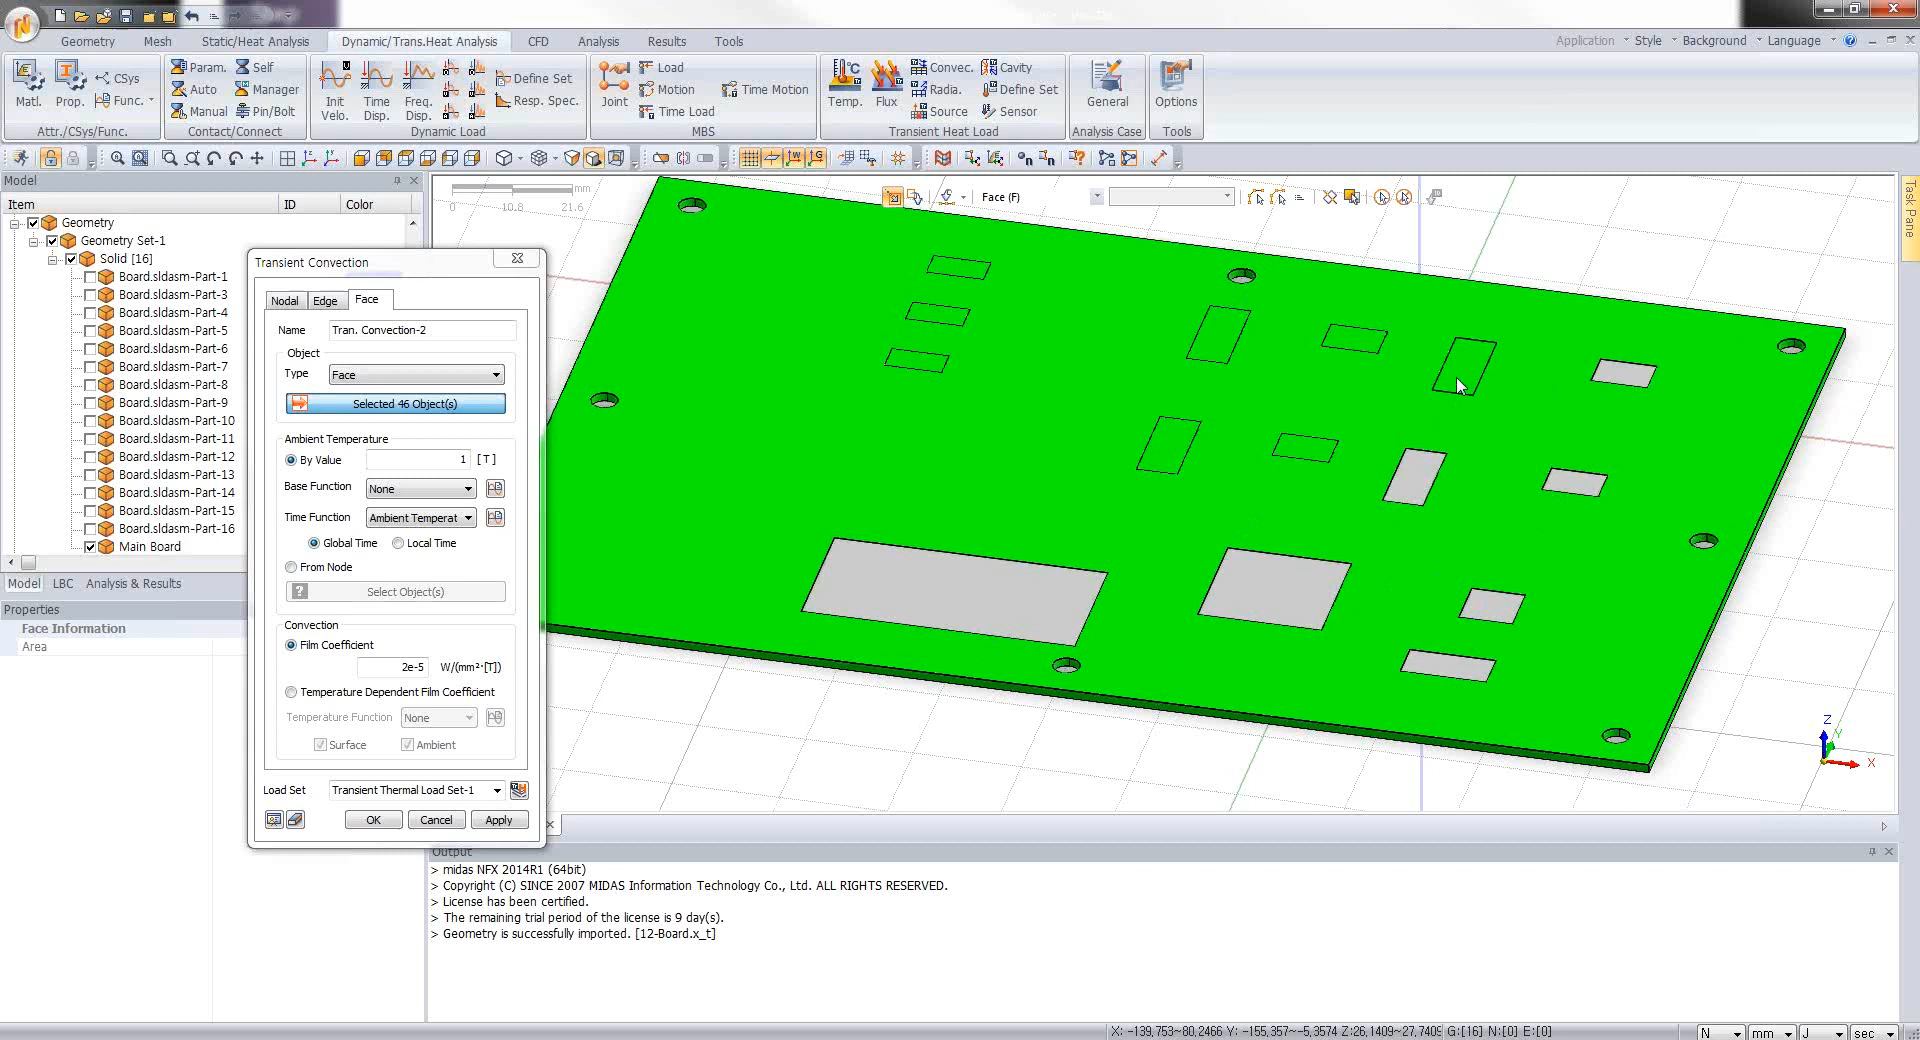 Geometry Mesh Static/Heat Analysis Dynamic/Trans.Heat Analysis CFD Analysis Results Tools
Application Style Background Language
Matl. Prop. CSys Func.
Attr./CSys/Func.
Param. Self
Auto Manager
Manual Pin/Bolt
Contact/Connect
Init Velo. Time Disp. Freq. Disp. Define Set Resp. Spec.
Dynamic Load
Joint Load Motion Time Load Time Motion
MBS
Temp. Flux Convec. Radia. Source Cavity Define Set Sensor
Transient Heat Load
General
Analysis Case
Options
Tools
Model
Item ID Color
Geometry
Geometry Set-1
Solid [16]
Board.sldasm-Part-1
Board.sldasm-Part-3
Board.sldasm-Part-4
Board.sldasm-Part-5
Board.sldasm-Part-6
Board.sldasm-Part-7
Board.sldasm-Part-8
Board.sldasm-Part-9
Board.sldasm-Part-10
Board.sldasm-Part-11
Board.sldasm-Part-12
Board.sldasm-Part-13
Board.sldasm-Part-14
Board.sldasm-Part-15
Board.sldasm-Part-16
Main Board
Model LBC Analysis & Results
Properties
Face Information
Area
Transient Convection
Nodal Edge Face
Name Tran. Convection-2
Object
Type Face
Selected 46 Object(s)
Ambient Temperature
By Value 1 [T]
Base Function None
Time Function Ambient Temperat
Global Time Local Time
From Node
Select Object(s)
Convection
Film Coefficient
2e-5 W/(mm²·[T])
Temperature Dependent Film Coefficient
Temperature Function None
Surface Ambient
Load Set Transient Thermal Load Set-1
OK Cancel Apply
mm
0 10.8 21.6
Face (F)
Task Pane
Z
Y
X
Output
> midas NFX 2014R1 (64bit)
> Copyright (C) SINCE 2007 MIDAS Information Technology Co., Ltd. ALL RIGHTS RESERVED.
> License has been certified.
> The remaining trial period of the license is 9 day(s).
> Geometry is successfully imported. [12-Board.x_t]
X: -139,753~80,2466 Y: -155,357~-5,3574 Z:26,1409~27,7409 G:[16] N:[0] E:[0]
N mm J sec